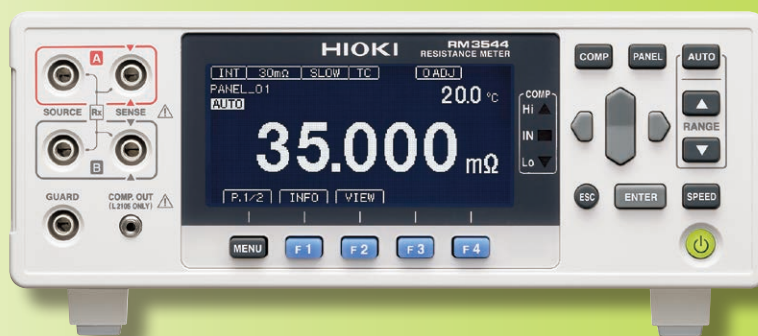 HIOKI
RM3544
RESISTANCE METER
A
SOURCE Rx SENSE
B
GUARD
COMP. OUT
(L2105 ONLY)
INT 30mΩ SLOW TC 0 ADJ
PANEL_01
20.0 °C
AUTO
35.000 mΩ
P.1/2 INFO VIEW
COMP
Hi
IN
Lo
MENU F1 F2 F3 F4
COMP PANEL AUTO
RANGE
ESC ENTER SPEED